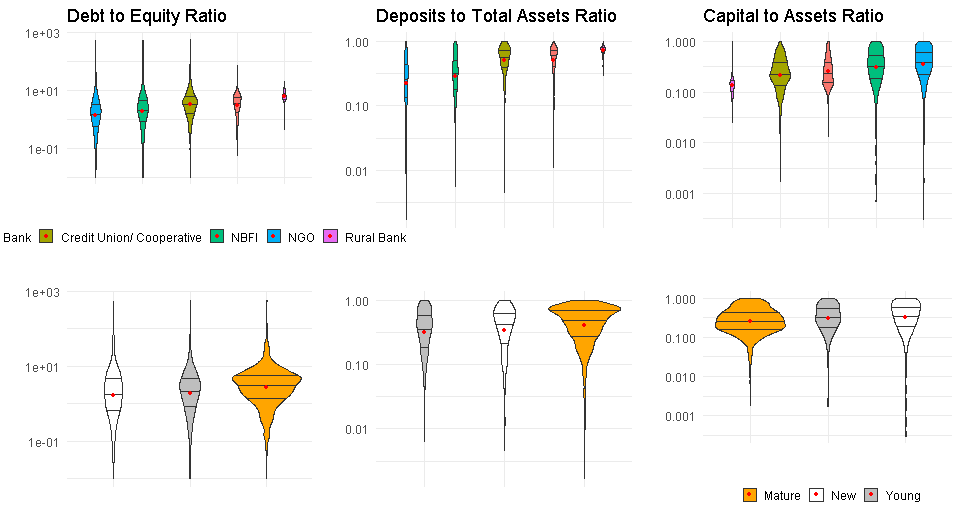 Debt to Equity Ratio
Deposits to Total Assets Ratio
Capital to Assets Ratio
1e+03
1e+01
1e-01
1.00
0.10
0.01
1.000
0.100
0.010
0.001
Bank Credit Union/ Cooperative NBFI NGO Rural Bank
1e+03
1e+01
1e-01
1.00
0.10
0.01
1.000
0.100
0.010
0.001
Mature New Young